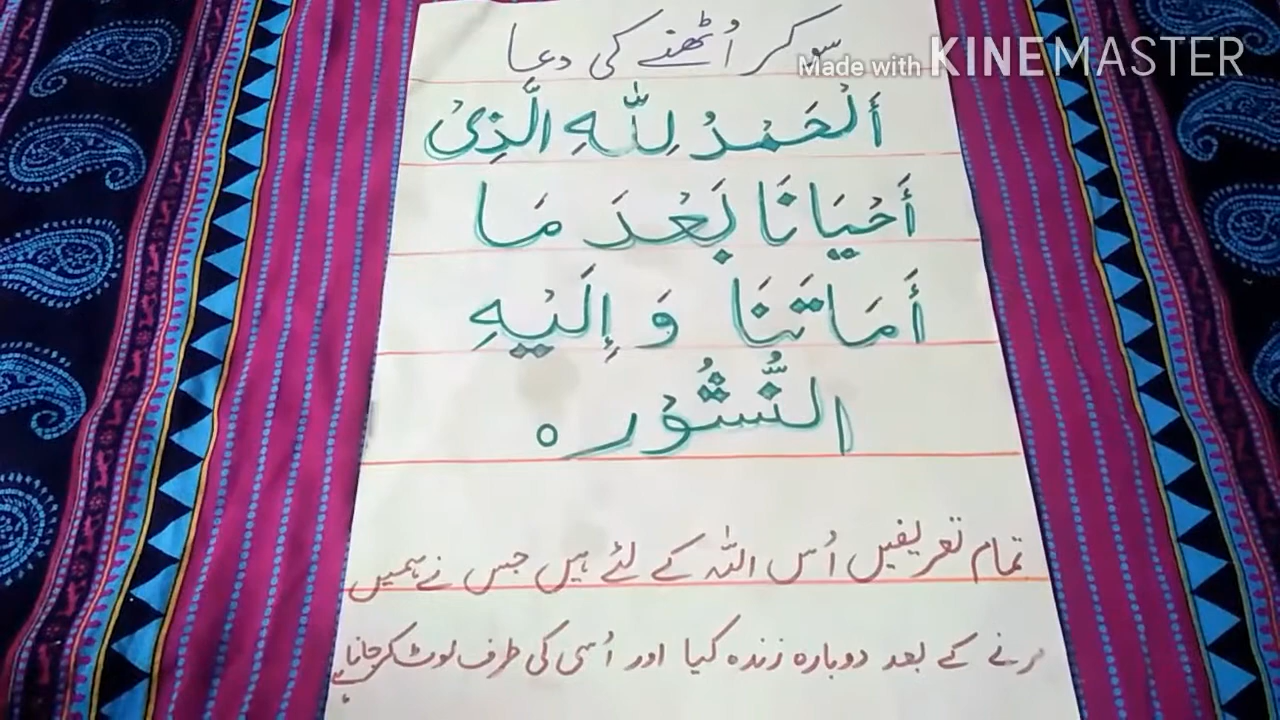 سو کر اُٹھنے کی دعا
Made with KINEMASTER
أَلْحَمْدُ لِلّٰهِ الَّذِیْ
أَحْيَانَا بَعْدَ مَا
أَمَاتَنَا وَ إِلَيْهِ
النُّشُوْرُ ه
تمام تعریفیں اُس اللہ کے لئے ہیں جس نے ہمیں
مرنے کے بعد دوبارہ زندہ کیا اور اُسی کی طرف لوٹ کر جانا ہے